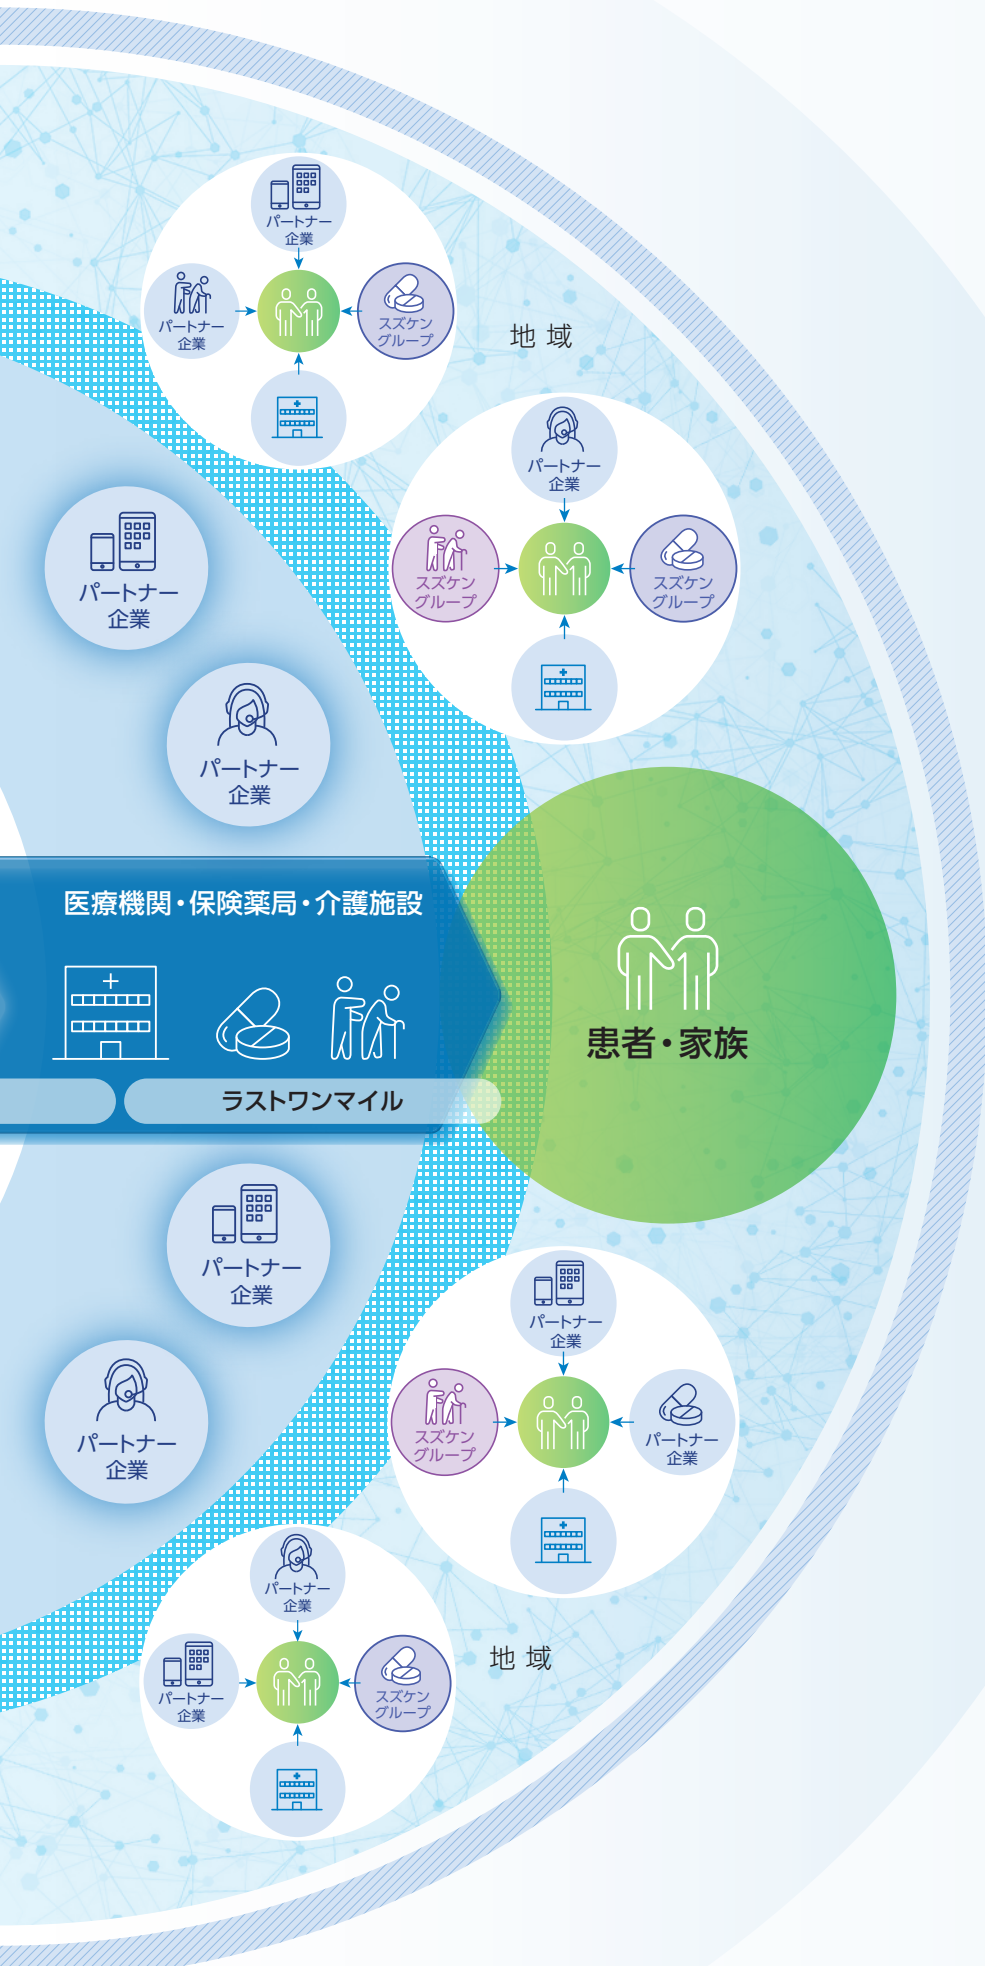 パートナー
企業
パートナー
企業
スズケン
グループ
地域
パートナー
企業
スズケン
グループ
スズケン
グループ
パートナー
企業
パートナー
企業
医療機関・保険薬局・介護施設
患者・家族
ラストワンマイル
パートナー
企業
パートナー
企業
パートナー
企業
スズケン
グループ
パートナー
企業
パートナー
企業
パートナー
企業
スズケン
グループ
地域